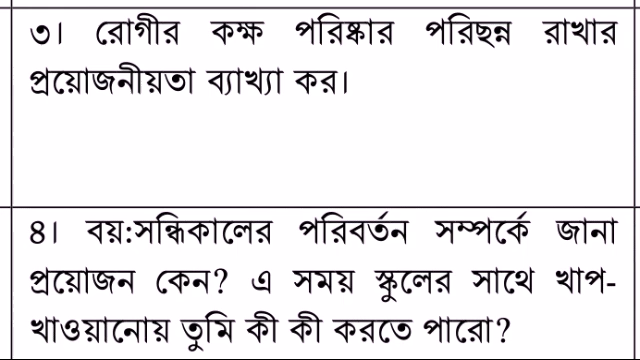 ৩। রোগীর কক্ষ পরিষ্কার পরিছন্ন রাখার
প্রয়োজনীয়তা ব্যাখ্যা কর।
৪। বয়:সন্ধিকালের পরিবর্তন সম্পর্কে জানা
প্রয়োজন কেন? এ সময় স্কুলের সাথে খাপ-
খাওয়ানোয় তুমি কী কী করতে পারো?